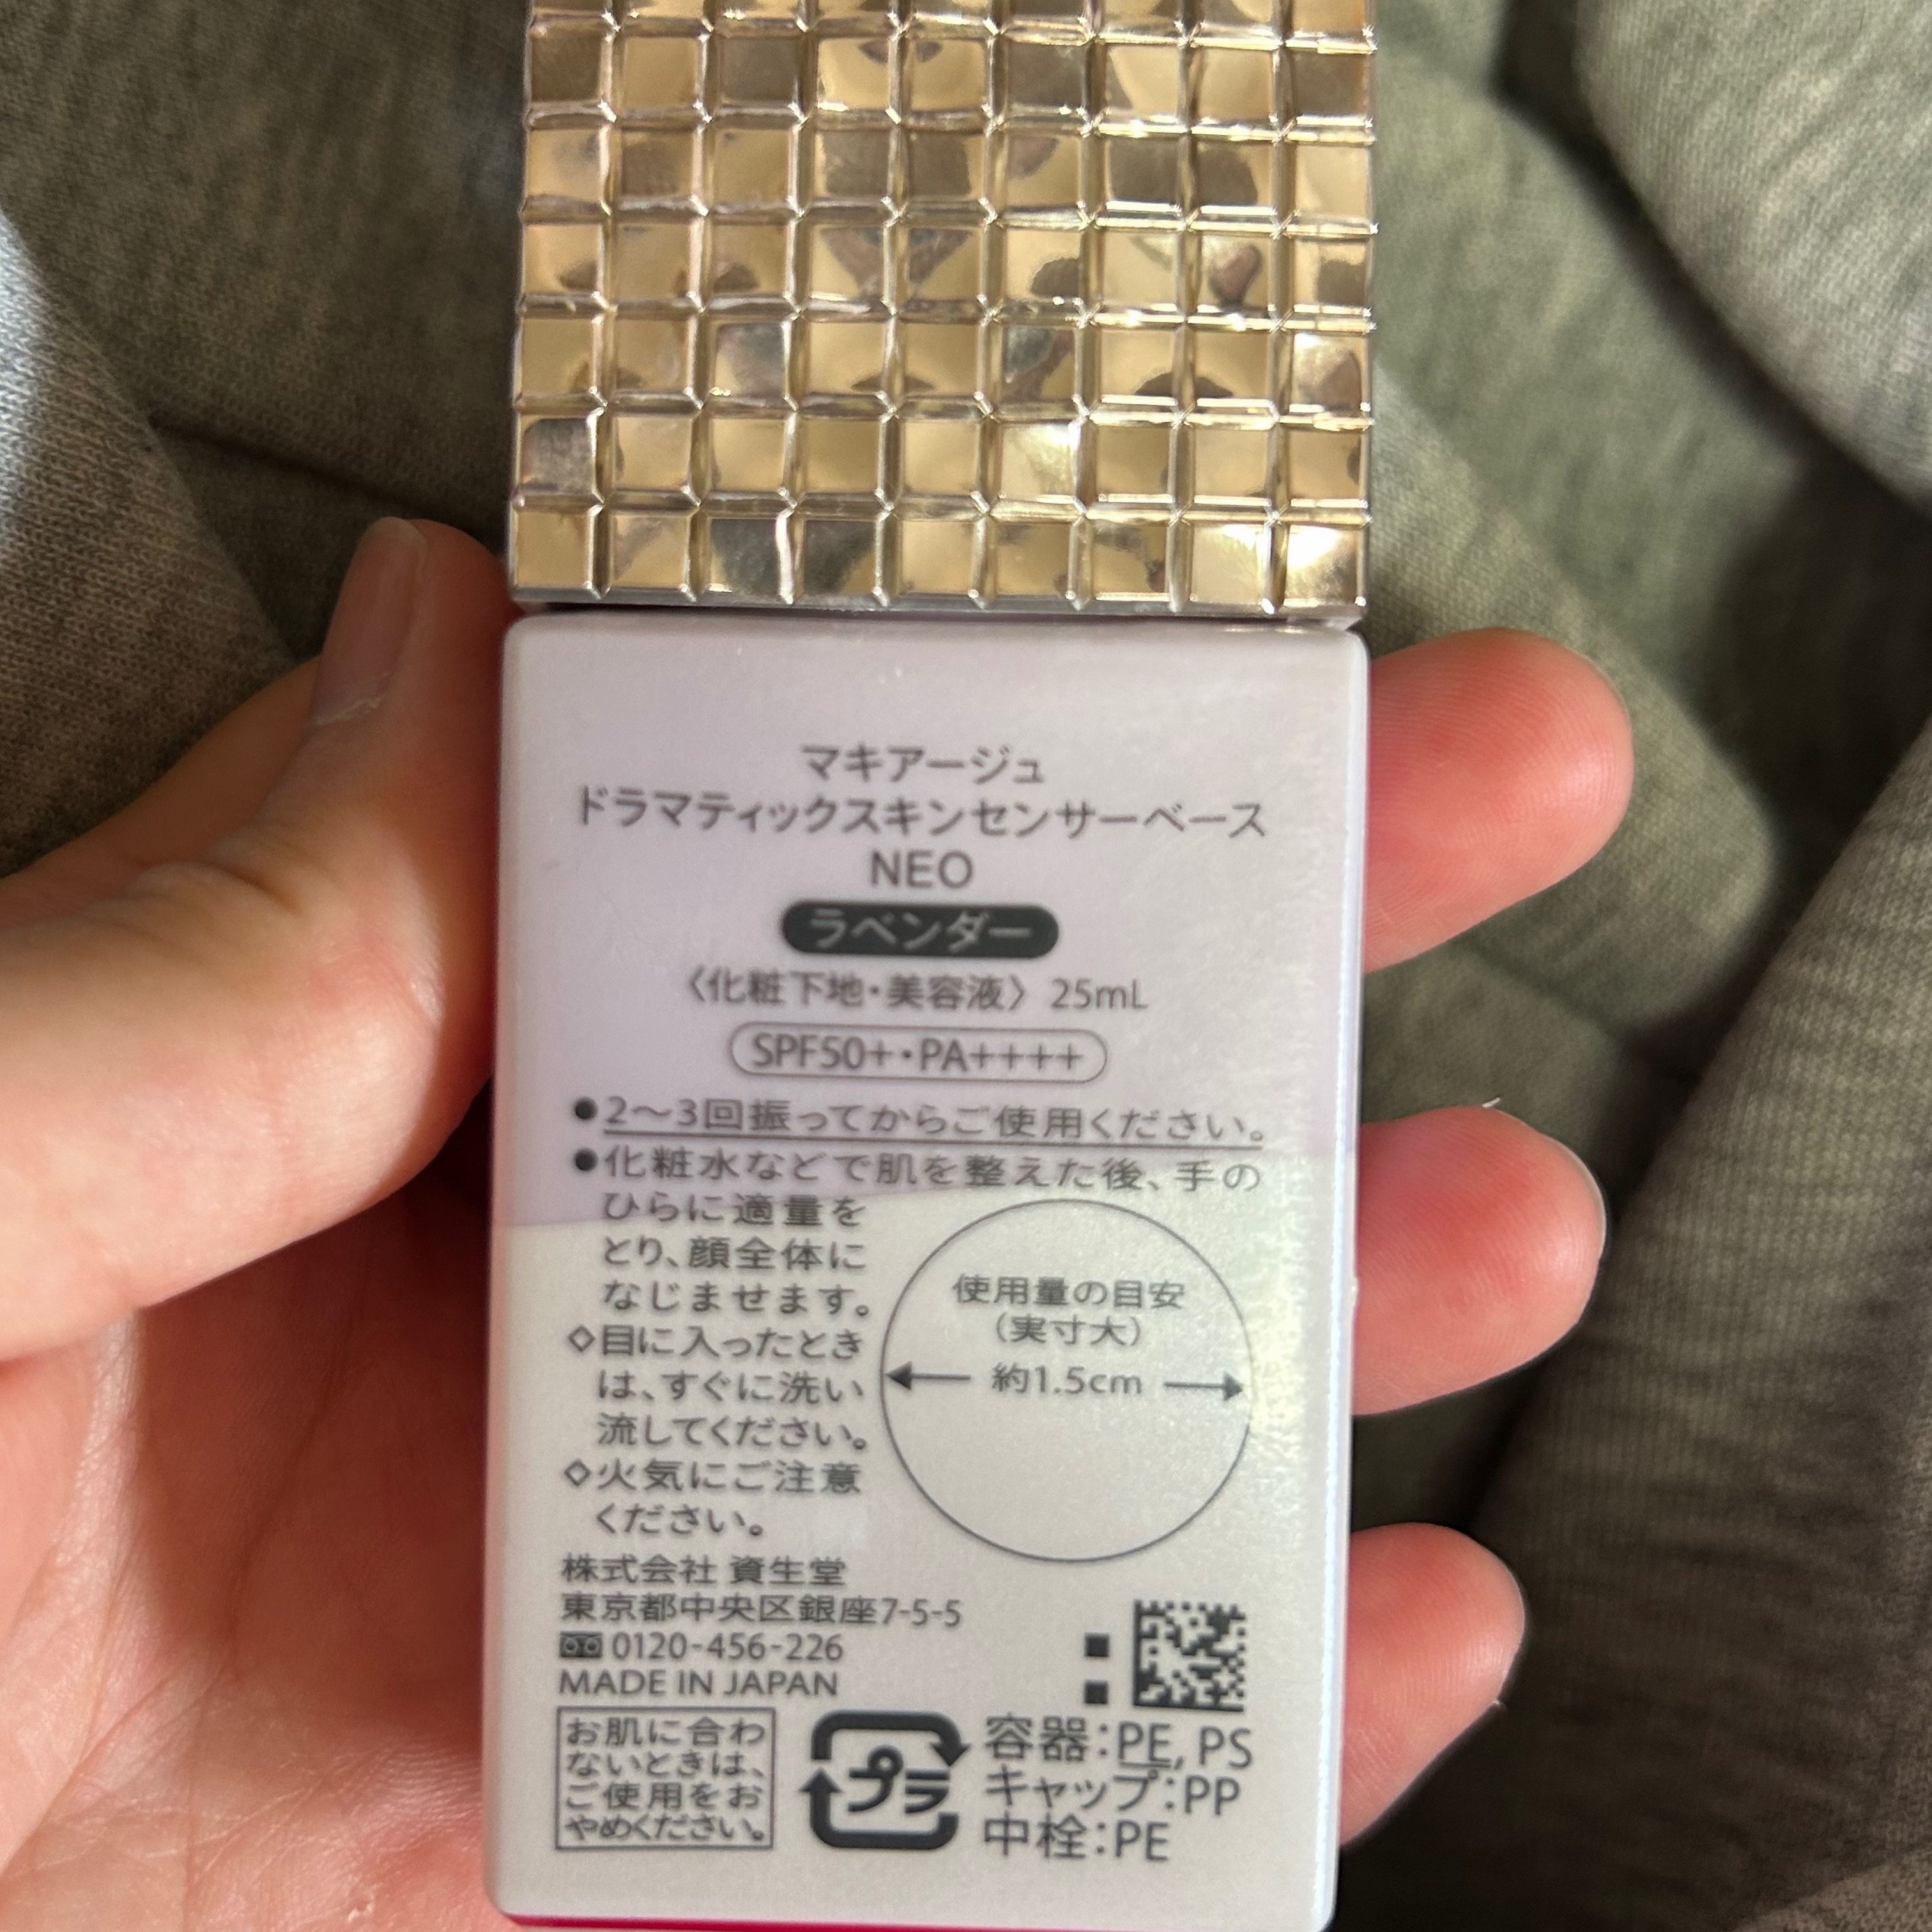 マキアージュ
ドラマティックスキンセンサーベース
NEO
ラベンダー
〈化粧下地・美容液〉 25mL
SPF50+・PA++++
●2〜3回振ってからご使用ください。
●化粧水などで肌を整えた後、手の
ひらに適量を
とり、顔全体に
なじませます。
◇目に入ったとき
は、すぐに洗い
流してください。
◇火気にご注意
ください。
使用量の目安
（実寸大）
約1.5cm
株式会社 資生堂
東京都中央区銀座7-5-5
0120-456-226
MADE IN JAPAN
お肌に合わ
ないときは、
ご使用をお
やめください。
プラ
容器：PE, PS
キャップ：PP
中栓：PE